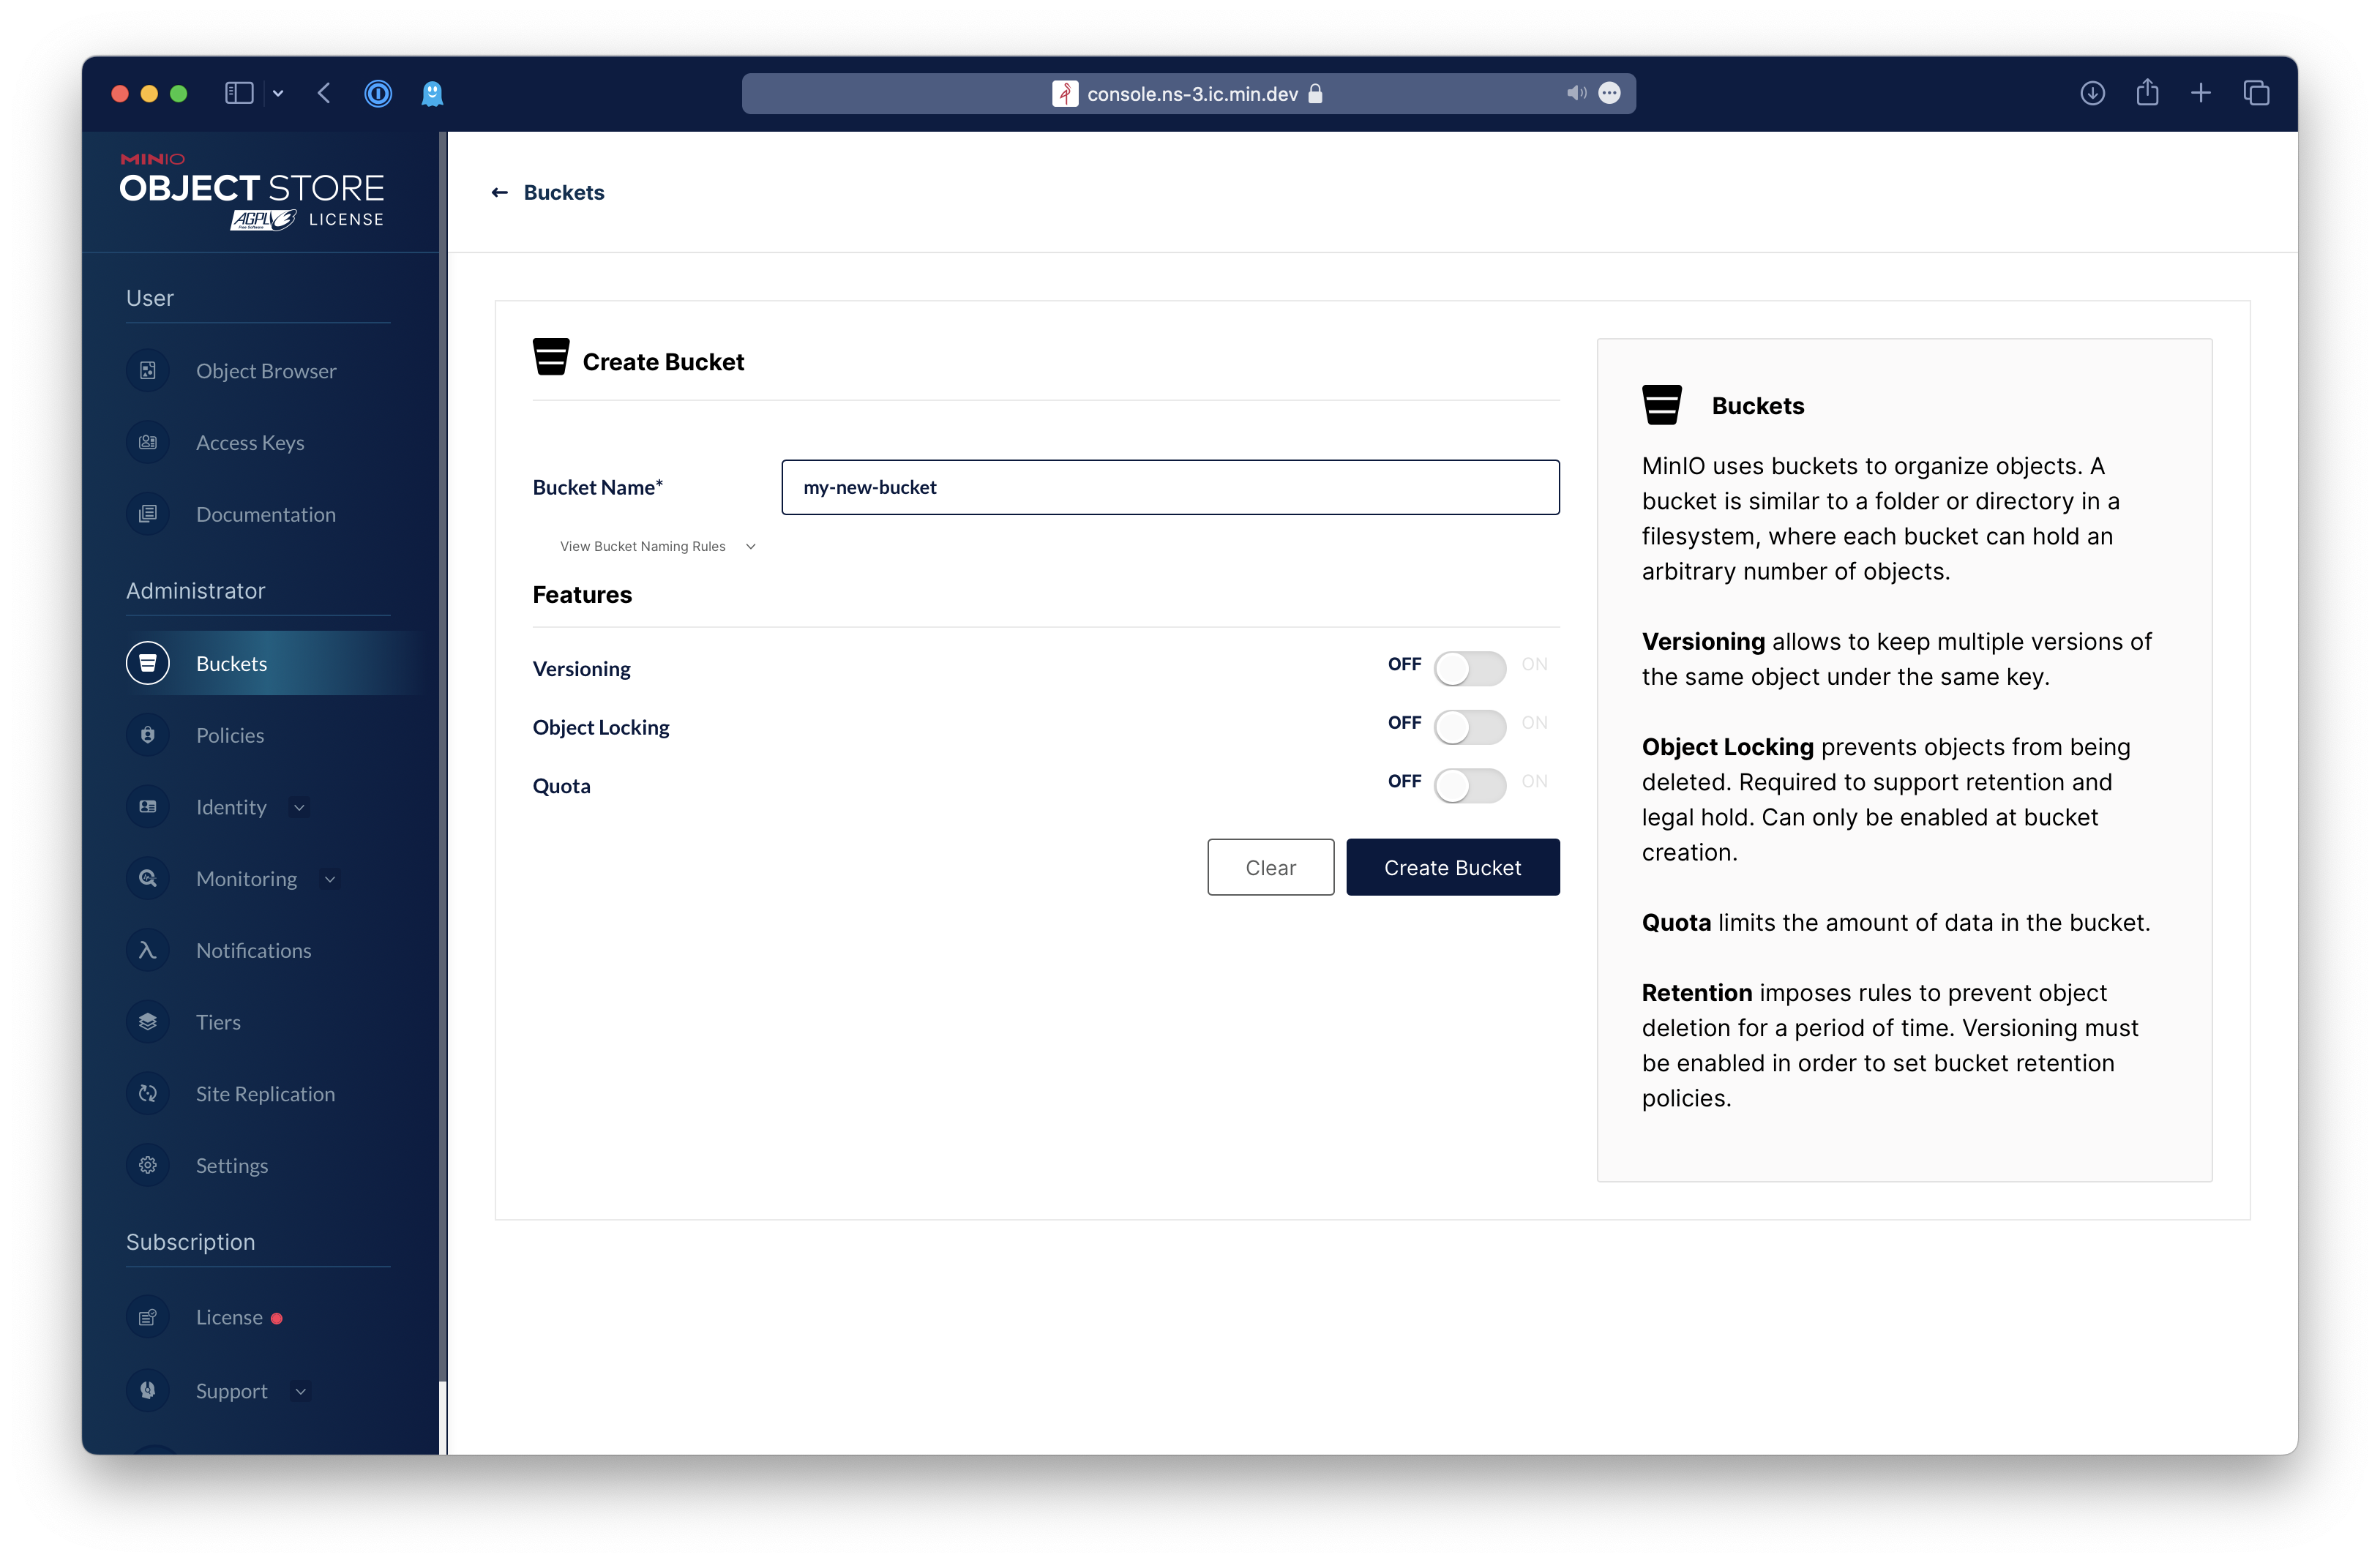 console.ns-3.ic.min.dev
MINIO
OBJECT STORE
AGPLv3 LICENSE
Free Software
← Buckets
User
Object Browser
Access Keys
Documentation
Administrator
Buckets
Policies
Identity
Monitoring
Notifications
Tiers
Site Replication
Settings
Subscription
License
Support
Create Bucket
Bucket Name*
my-new-bucket
View Bucket Naming Rules
Features
Versioning OFF ON
Object Locking OFF ON
Quota OFF ON
Clear Create Bucket
Buckets
MinIO uses buckets to organize objects. A
bucket is similar to a folder or directory in a
filesystem, where each bucket can hold an
arbitrary number of objects.
Versioning allows to keep multiple versions of
the same object under the same key.
Object Locking prevents objects from being
deleted. Required to support retention and
legal hold. Can only be enabled at bucket
creation.
Quota limits the amount of data in the bucket.
Retention imposes rules to prevent object
deletion for a period of time. Versioning must
be enabled in order to set bucket retention
policies.